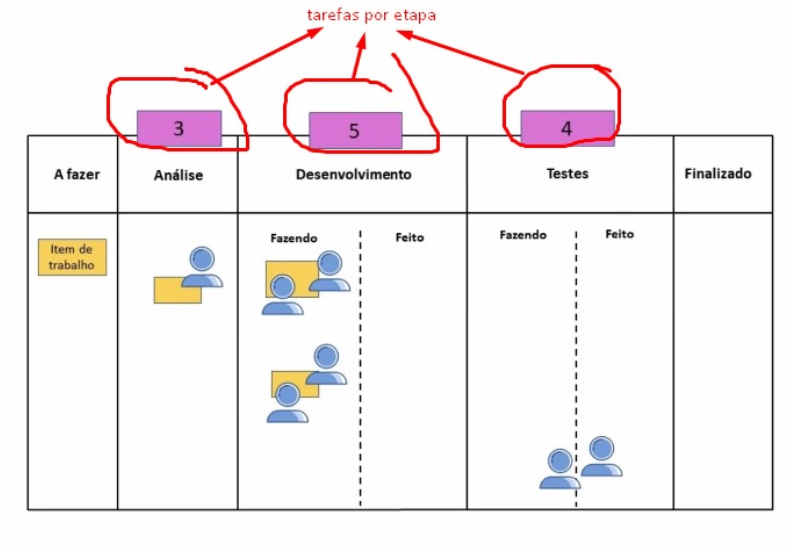 tarefas por etapa
3
5
4
A fazer
Análise
Desenvolvimento
Testes
Finalizado
Fazendo
Feito
Fazendo
Feito
Item de
trabalho